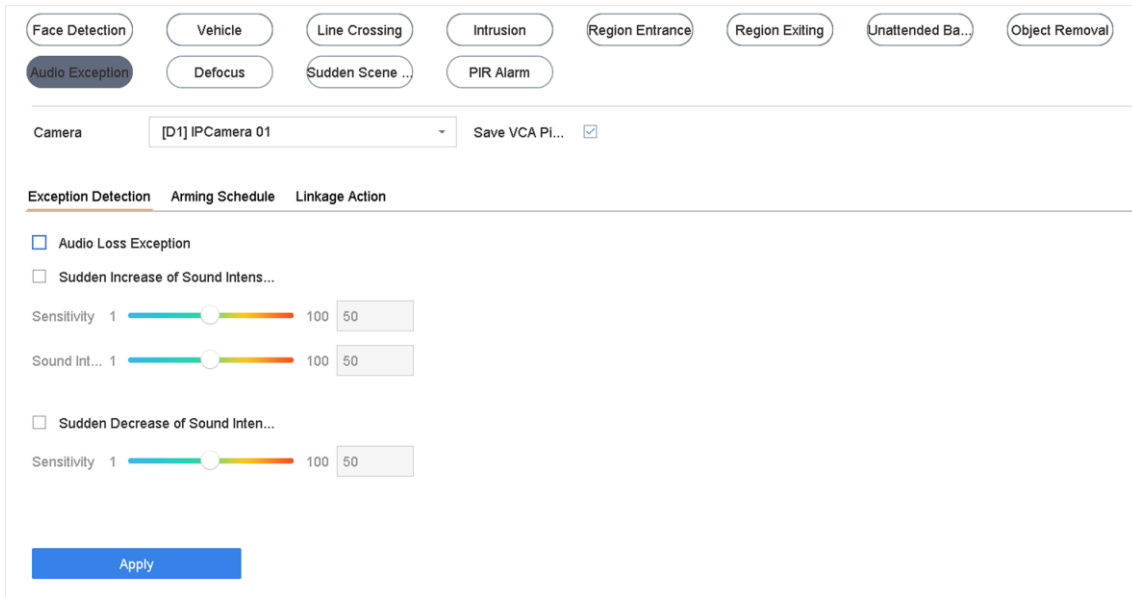 Face Detection Vehicle Line Crossing Intrusion Region Entrance Region Exiting Unattended Ba... Object Removal
Audio Exception Defocus Sudden Scene ... PIR Alarm
Camera [D1] IPCamera 01 Save VCA Pi...
Exception Detection Arming Schedule Linkage Action
Audio Loss Exception
Sudden Increase of Sound Intens...
Sensitivity 1 100 50
Sound Int... 1 100 50
Sudden Decrease of Sound Inten...
Sensitivity 1 100 50
Apply